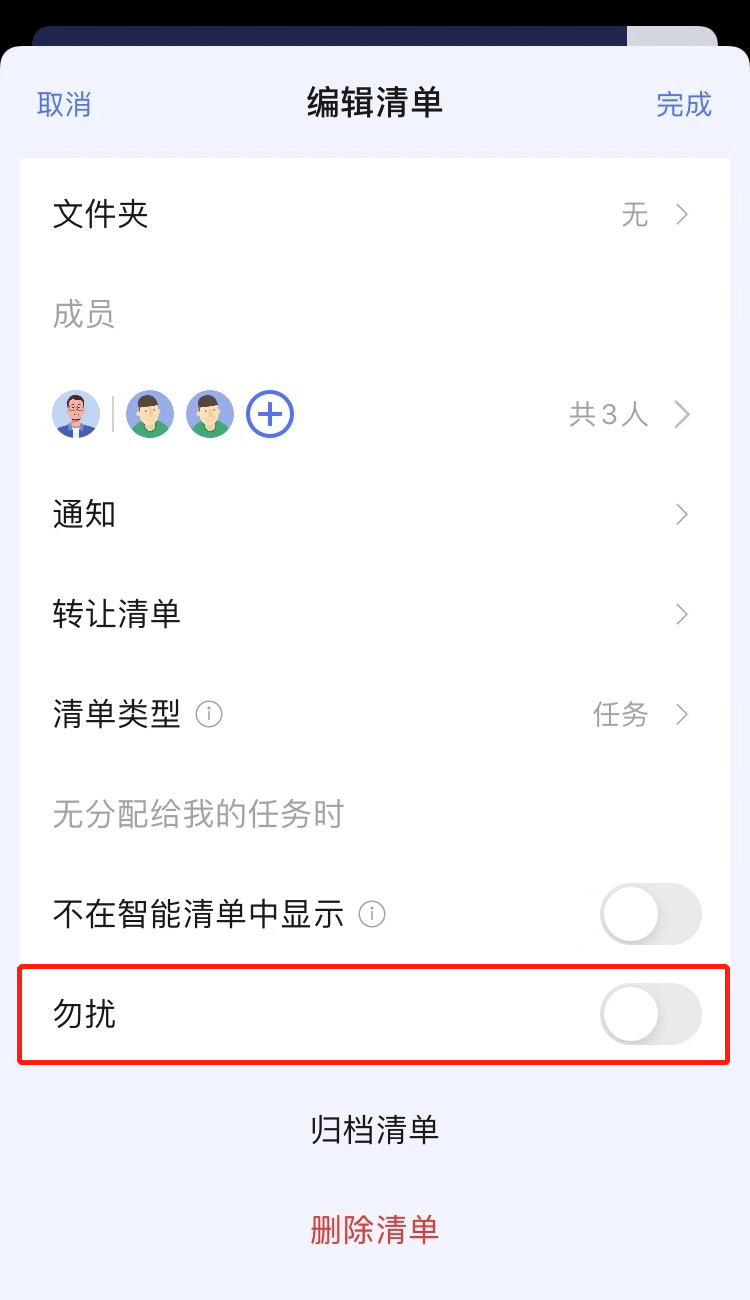 取消 编辑清单 完成
文件夹 无
成员
共3人
通知
转让清单
清单类型 任务
无分配给我的任务时
不在智能清单中显示
勿扰
归档清单
删除清单